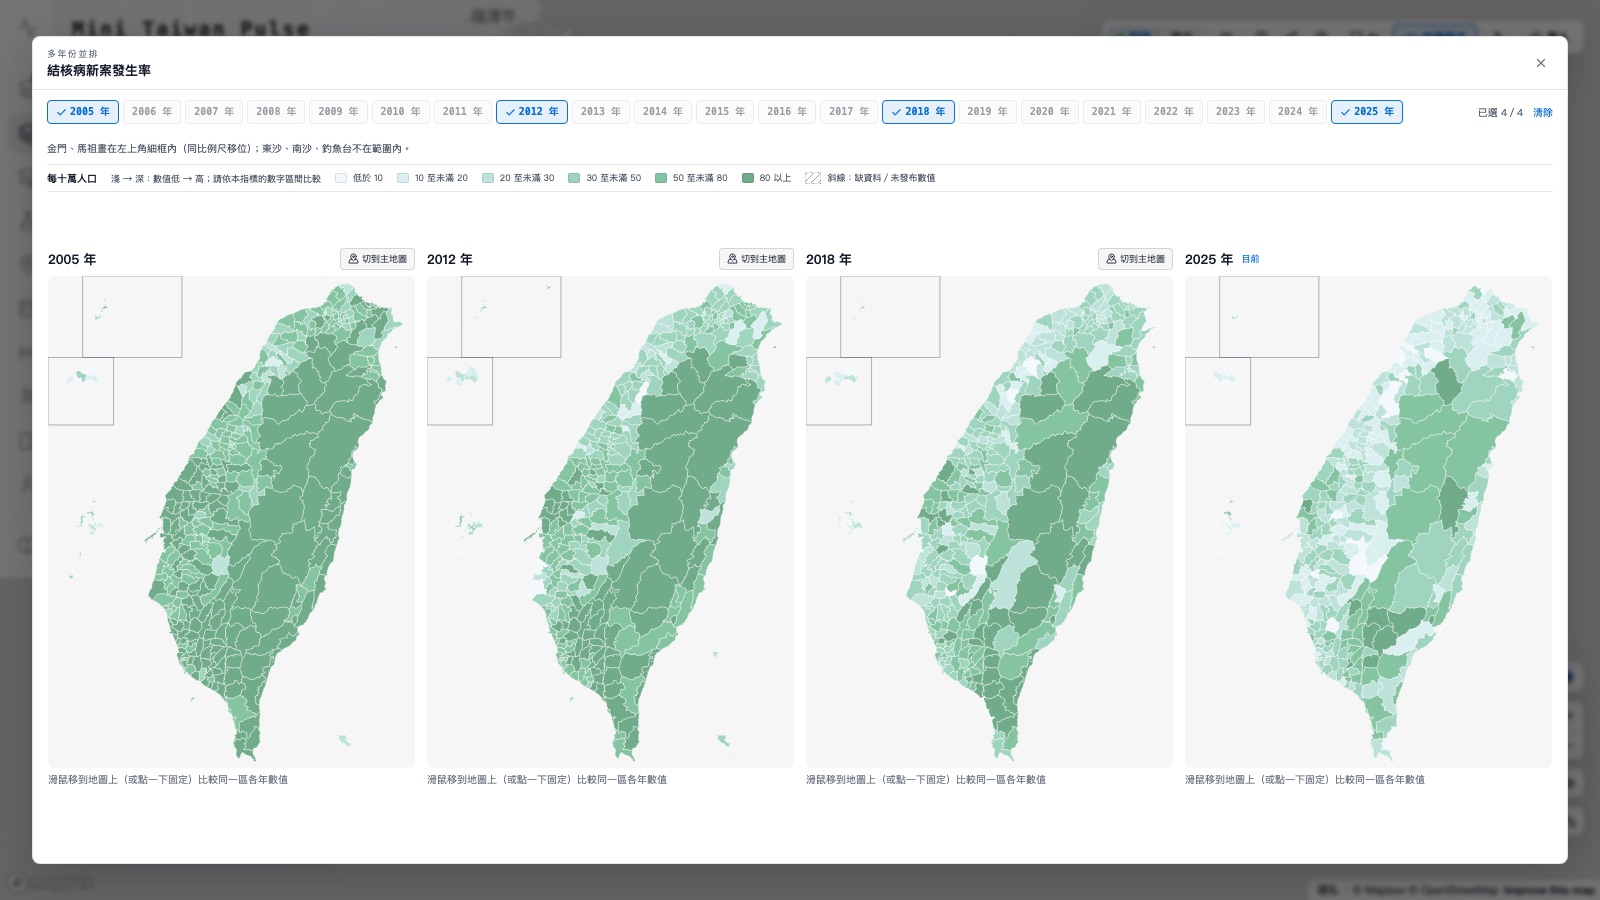 Mini Taiwan Pulse
多年份並排
結核病新案發生率
2005 年 2006 年 2007 年 2008 年 2009 年 2010 年 2011 年 2012 年 2013 年 2014 年 2015 年 2016 年 2017 年 2018 年 2019 年 2020 年 2021 年 2022 年 2023 年 2024 年 2025 年 已選 4 / 4 清除
金門、馬祖畫在左上角細框內（同比例尺移位）；東沙、南沙、釣魚台不在範圍內。
每十萬人口 淺 → 深：數值低 → 高；請依本指標的數字區間比較 低於 10 10 至未滿 20 20 至未滿 30 30 至未滿 50 50 至未滿 80 80 以上 斜線：缺資料 / 未發布數值
2005 年 切到主地圖 2012 年 切到主地圖 2018 年 切到主地圖 2025 年 目前
滑鼠移到地圖上（或點一下固定）比較同一區各年數值 滑鼠移到地圖上（或點一下固定）比較同一區各年數值 滑鼠移到地圖上（或點一下固定）比較同一區各年數值 滑鼠移到地圖上（或點一下固定）比較同一區各年數值
© Mapbox © OpenStreetMap Improve this map